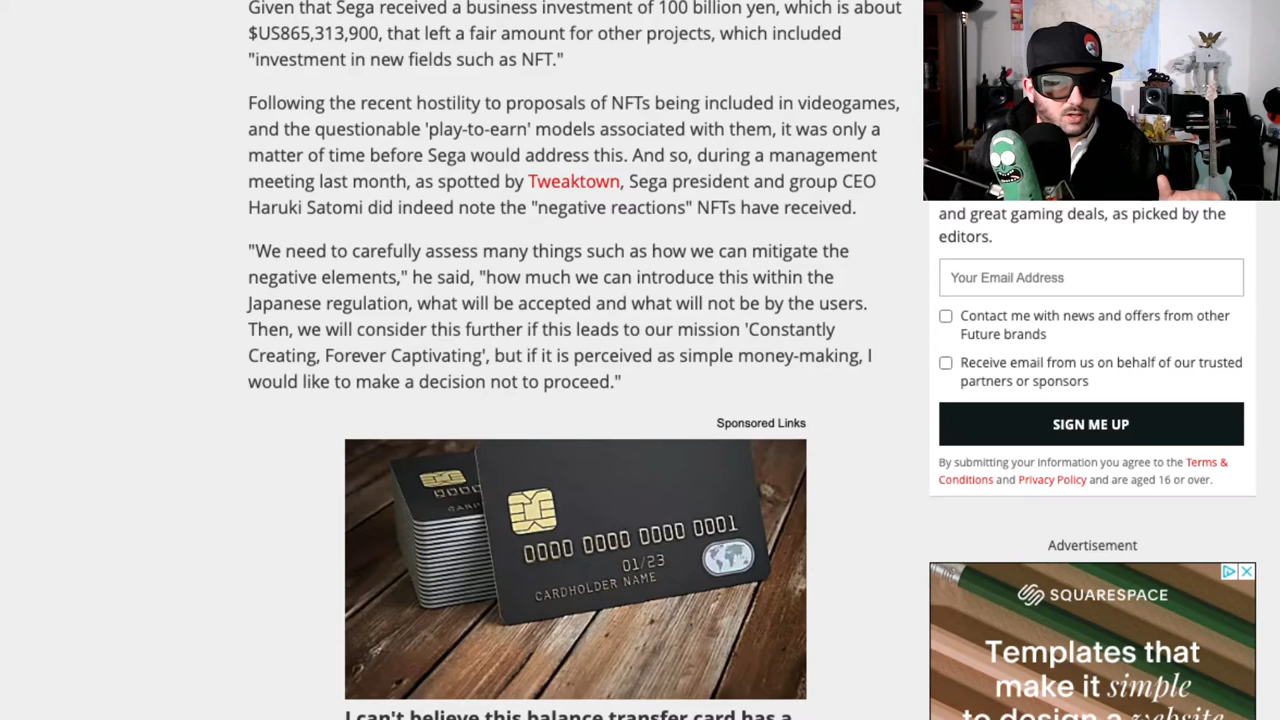 Given that Sega received a business investment of 100 billion yen, which is about
$US865,313,900, that left a fair amount for other projects, which included
"investment in new fields such as NFT."
Following the recent hostility to proposals of NFTs being included in videogames,
and the questionable 'play-to-earn' models associated with them, it was only a
matter of time before Sega would address this. And so, during a management
meeting last month, as spotted by Tweaktown, Sega president and group CEO
Haruki Satomi did indeed note the "negative reactions" NFTs have received.
"We need to carefully assess many things such as how we can mitigate the
negative elements," he said, "how much we can introduce this within the
Japanese regulation, what will be accepted and what will not be by the users.
Then, we will consider this further if this leads to our mission 'Constantly
Creating, Forever Captivating', but if it is perceived as simple money-making, I
would like to make a decision not to proceed."
Sponsored Links
0000 0000 0000 0001
01/23
CARDHOLDER NAME
I can't believe this balance transfer card has a
and great gaming deals, as picked by the
editors.
Your Email Address
Contact me with news and offers from other
Future brands
Receive email from us on behalf of our trusted
partners or sponsors
SIGN ME UP
By submitting your information you agree to the Terms &
Conditions and Privacy Policy and are aged 16 or over.
Advertisement
SQUARESPACE
Templates that
make it simple
to design a website